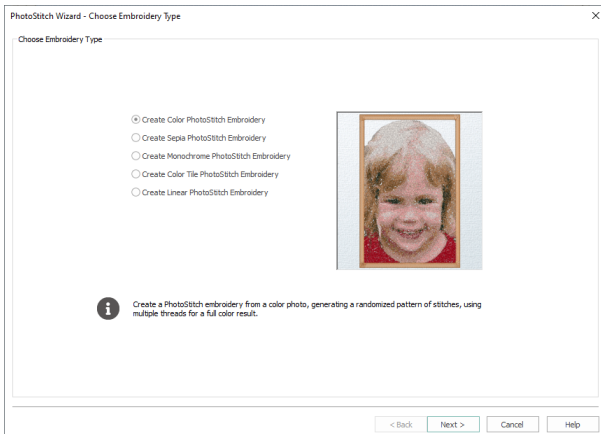 PhotoStitch Wizard - Choose Embroidery Type
Choose Embroidery Type
Create Color PhotoStitch Embroidery
Create Sepia PhotoStitch Embroidery
Create Monochrome PhotoStitch Embroidery
Create Color Tile PhotoStitch Embroidery
Create Linear PhotoStitch Embroidery
Create a PhotoStitch embroidery from a color photo, generating a randomized pattern of stitches, using
multiple threads for a full color result.
< Back Next > Cancel Help